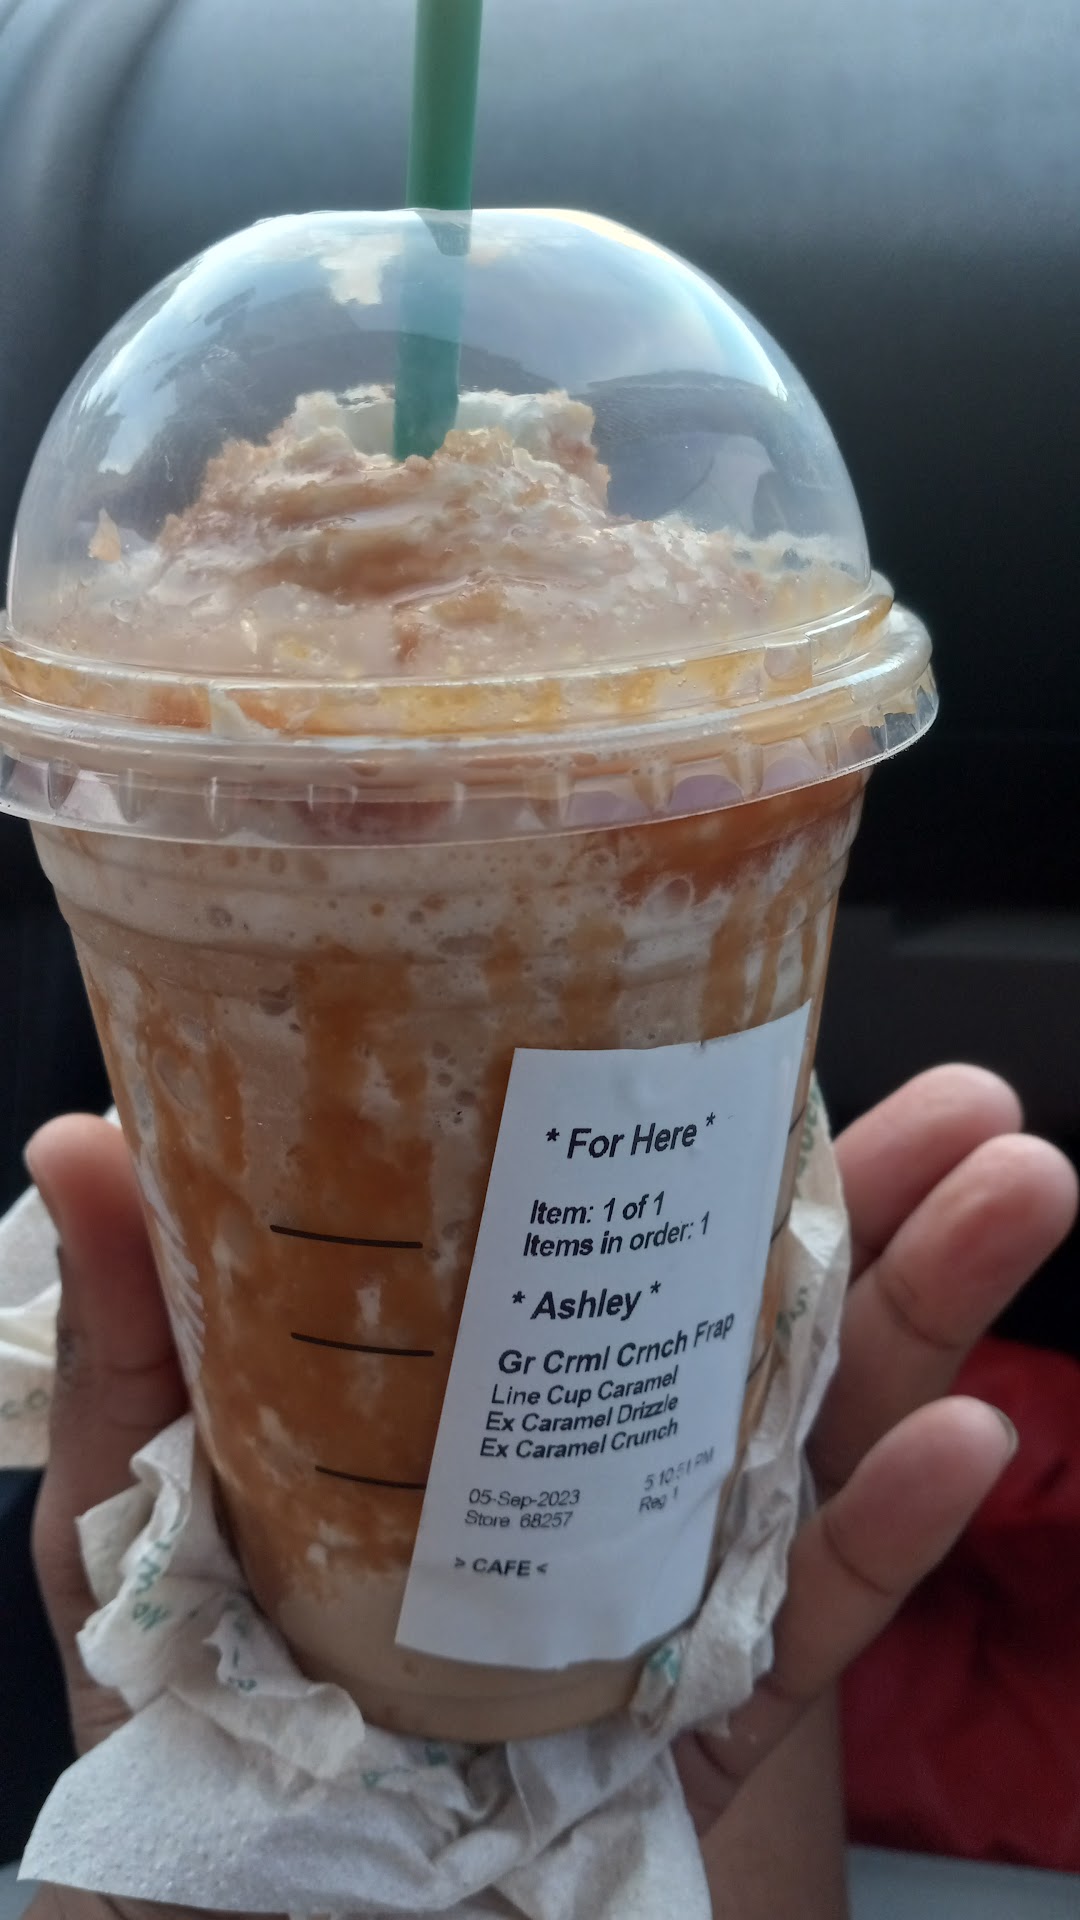 * For Here *
Item: 1 of 1
Items in order: 1
* Ashley *
Gr Crml Crnch Frap
Line Cup Caramel
Ex Caramel Drizzle
Ex Caramel Crunch
05-Sep-2023 5:10:51 PM
Store 68257 Reg 1
> CAFE <